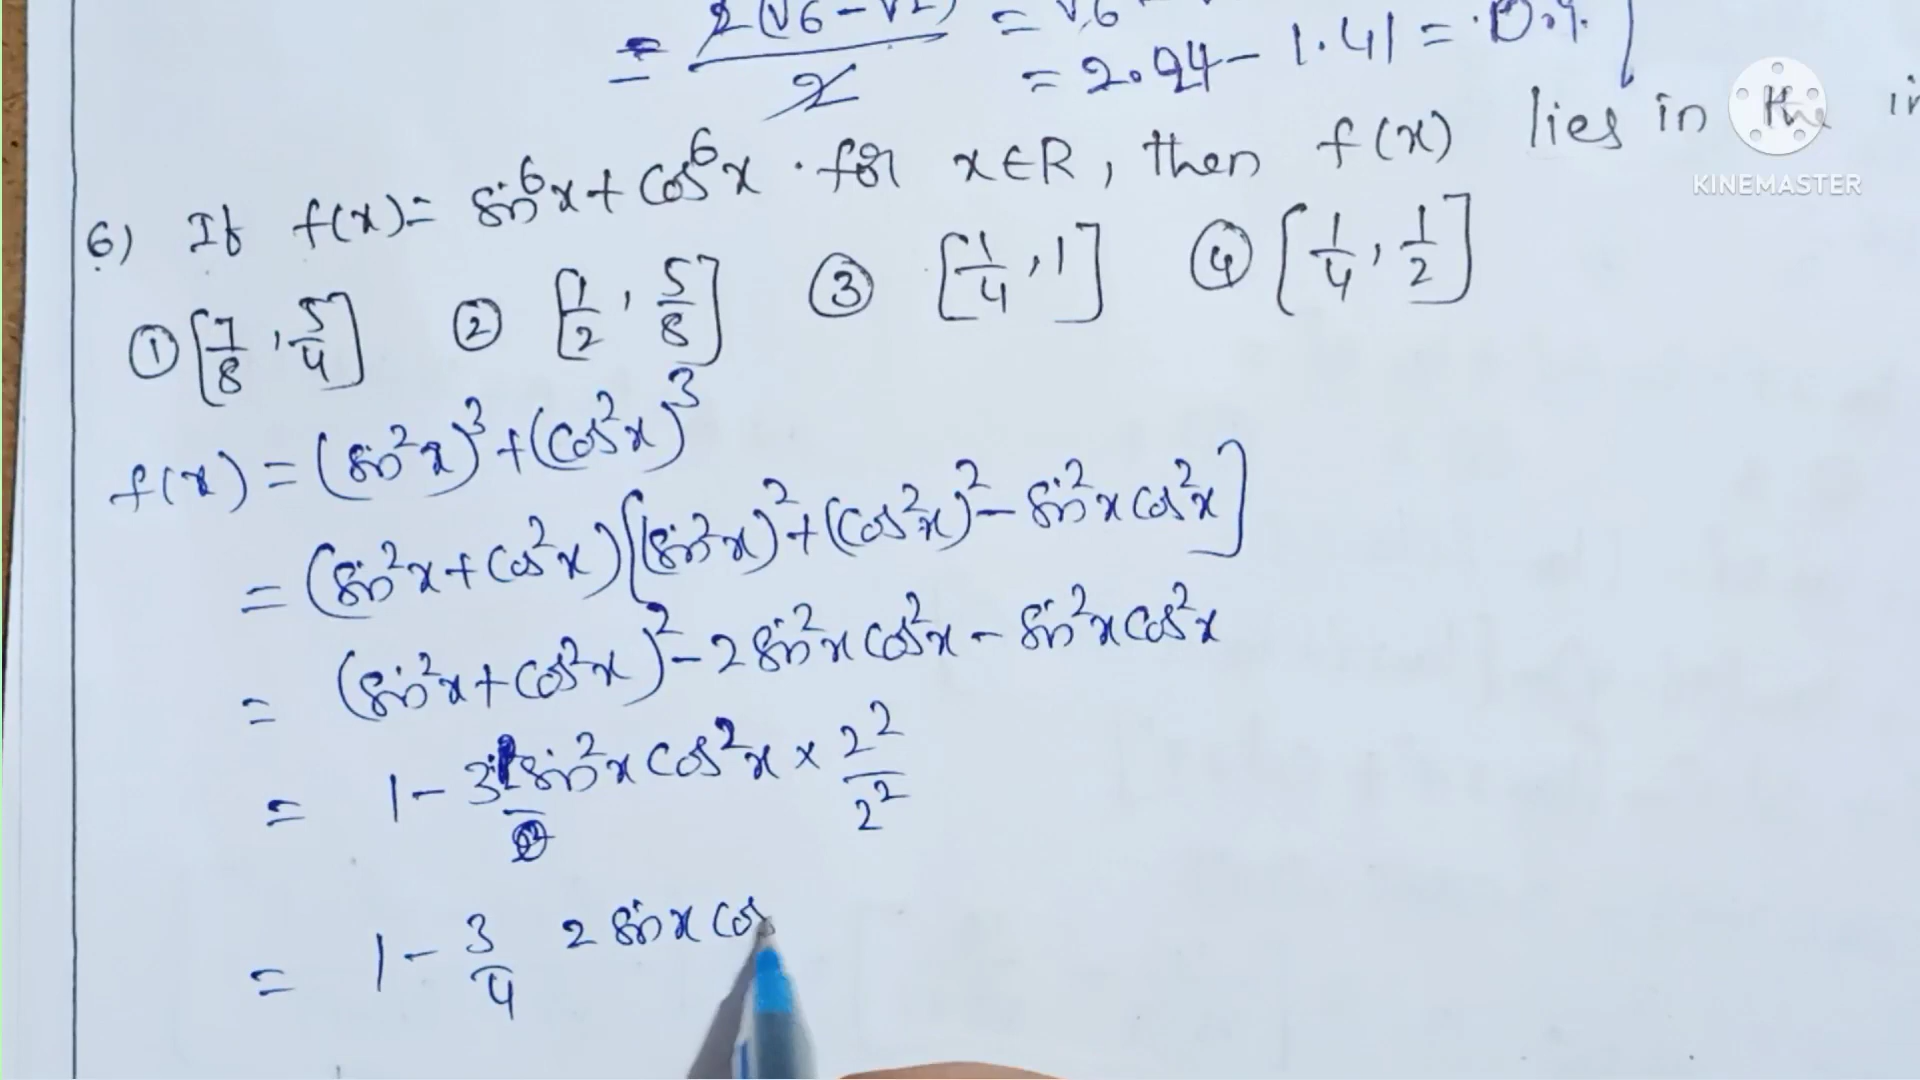 = 2(√6-√2) / 2 = √6
= 2.44 - 1.41 =
6) If f(x) = sin⁶x + cos⁶x for x∈R, then f(x) lies in the
① [7/8, 5/4] ② [1/2, 5/8] ③ [1/4, 1] ④ [1/4, 1/2]
f(x) = (sin²x)³ + (cos²x)³
= (sin²x + cos²x)[(sin²x)² + (cos²x)² - sin²x cos²x]
= (sin²x + cos²x)² - 2 sin²x cos²x - sin²x cos²x
= 1 - 3 sin²x cos²x × 2²/2²
= 1 - 3/4 2 sinx cos
KINEMASTER